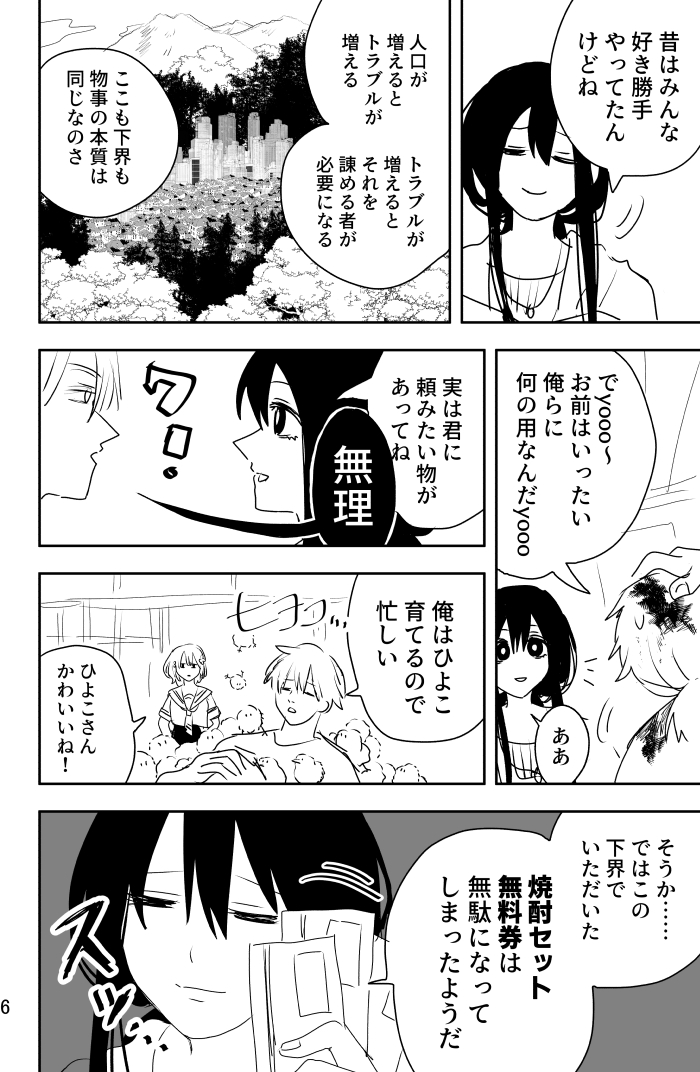 昔はみんな
好き勝手
やってたん
けどね
人口が
増えると
トラブルが
増える
トラブルが
増えると
それを
諌める者が
必要になる
ここも下界も
物事の本質は
同じなのさ
でyooo〜
お前はいったい
俺らに
何の用なんだyooo
ああ
実は君に
頼みたい物が
あってね
無理
俺はひよこ
育てるので
忙しい
ヒヨコ
ひよこさん
かわいいね！
そうか……
ではこの
下界で
いただいた
焼酎セット
無料券は
無駄になって
しまったようだ
スッ…
6